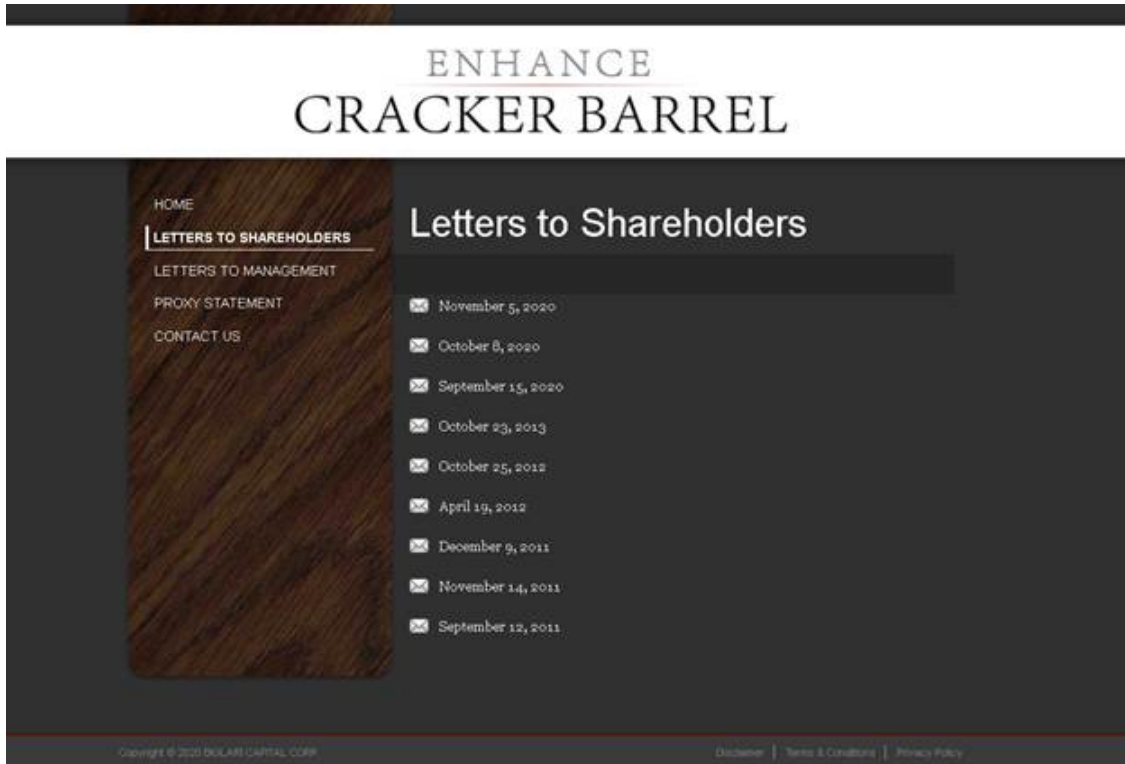 ENHANCE
CRACKER BARREL
HOME
LETTERS TO SHAREHOLDERS
LETTERS TO MANAGEMENT
PROXY STATEMENT
CONTACT US
Letters to Shareholders
November 5, 2020
October 8, 2020
September 15, 2020
October 23, 2013
October 25, 2012
April 19, 2012
December 9, 2011
November 14, 2011
September 12, 2011
Copyright © 2020 BIGLARI CAPITAL CORP.
Disclaimer | Terms & Conditions | Privacy Policy